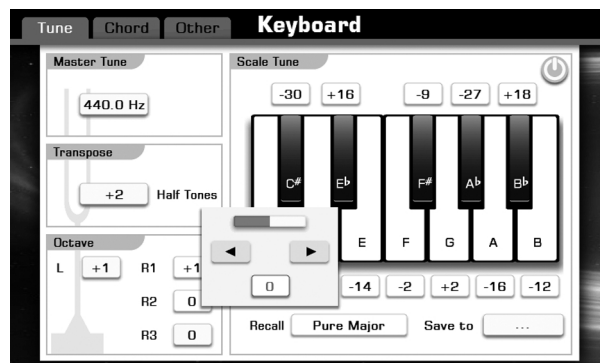 Tune Chord Other Keyboard
Master Tune
440.0 Hz
Transpose
+2 Half Tones
Octave
L +1 R1 +1
R2 0
R3 0
Scale Tune
-30 +16 -9 -27 +18
C# E♭ F# A♭ B♭
E F G A B
-14 -2 +2 -16 -12
Recall Pure Major Save to ...
◀ ▶
0